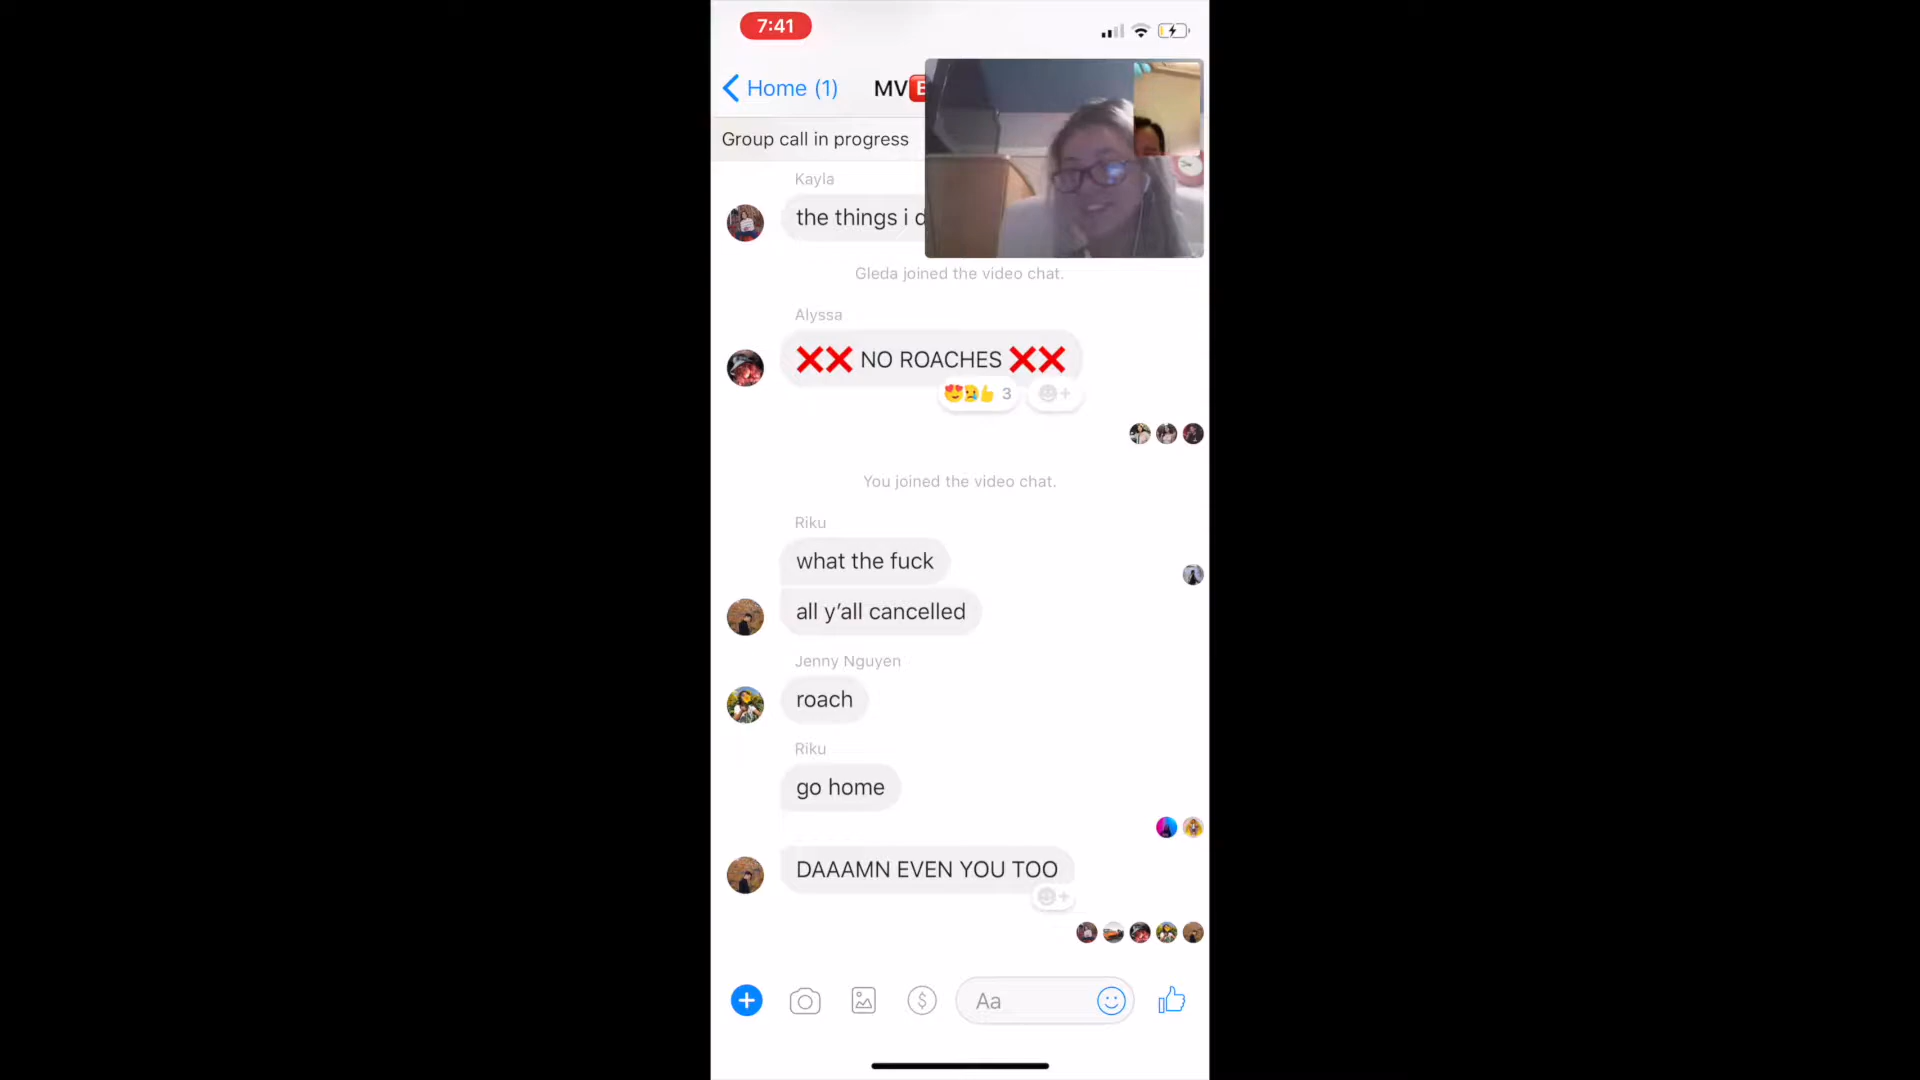 7:41
Home (1)
MV
Group call in progress
Kayla
the things i
Gleda joined the video chat.
Alyssa
❌❌ NO ROACHES ❌❌
3
You joined the video chat.
Riku
what the fuck
all y’all cancelled
Jenny Nguyen
roach
Riku
go home
DAAAMN EVEN YOU TOO
Aa